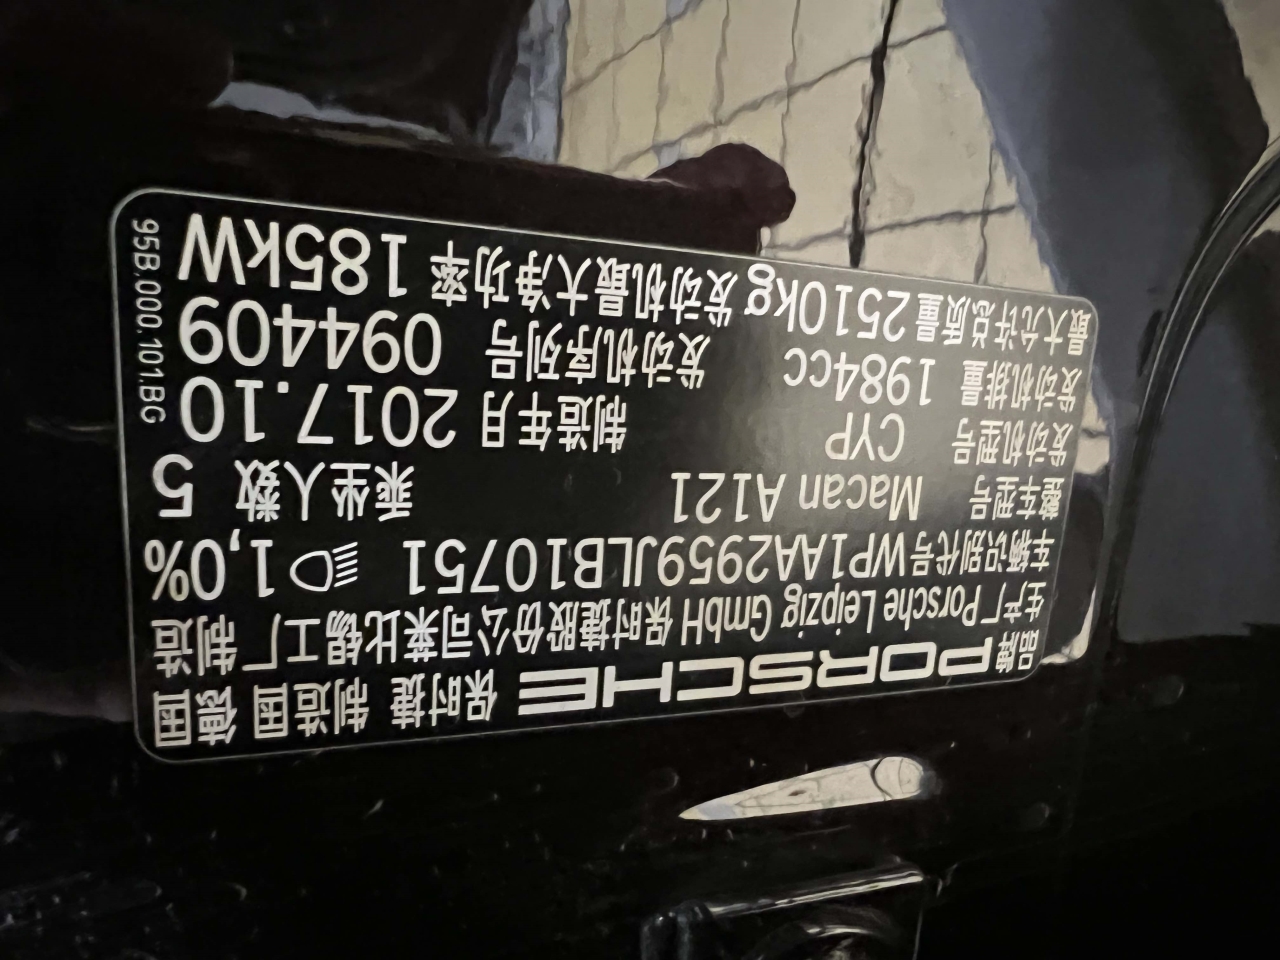 品牌 PORSCHE 保时捷 制造国 德国
生产厂 Porsche Leipzig GmbH 保时捷股份公司莱比锡工厂 制造
车辆识别代号 WP1AA2959JLB10751 1,0%
整车型号 Macan A121 乘坐人数 5
发动机型号 CYP 制造年月 2017.10
发动机排量 1984cc 发动机序列号 094409
最大允许总质量 2510kg 发动机最大净功率 185kW
95B.000.101.BG